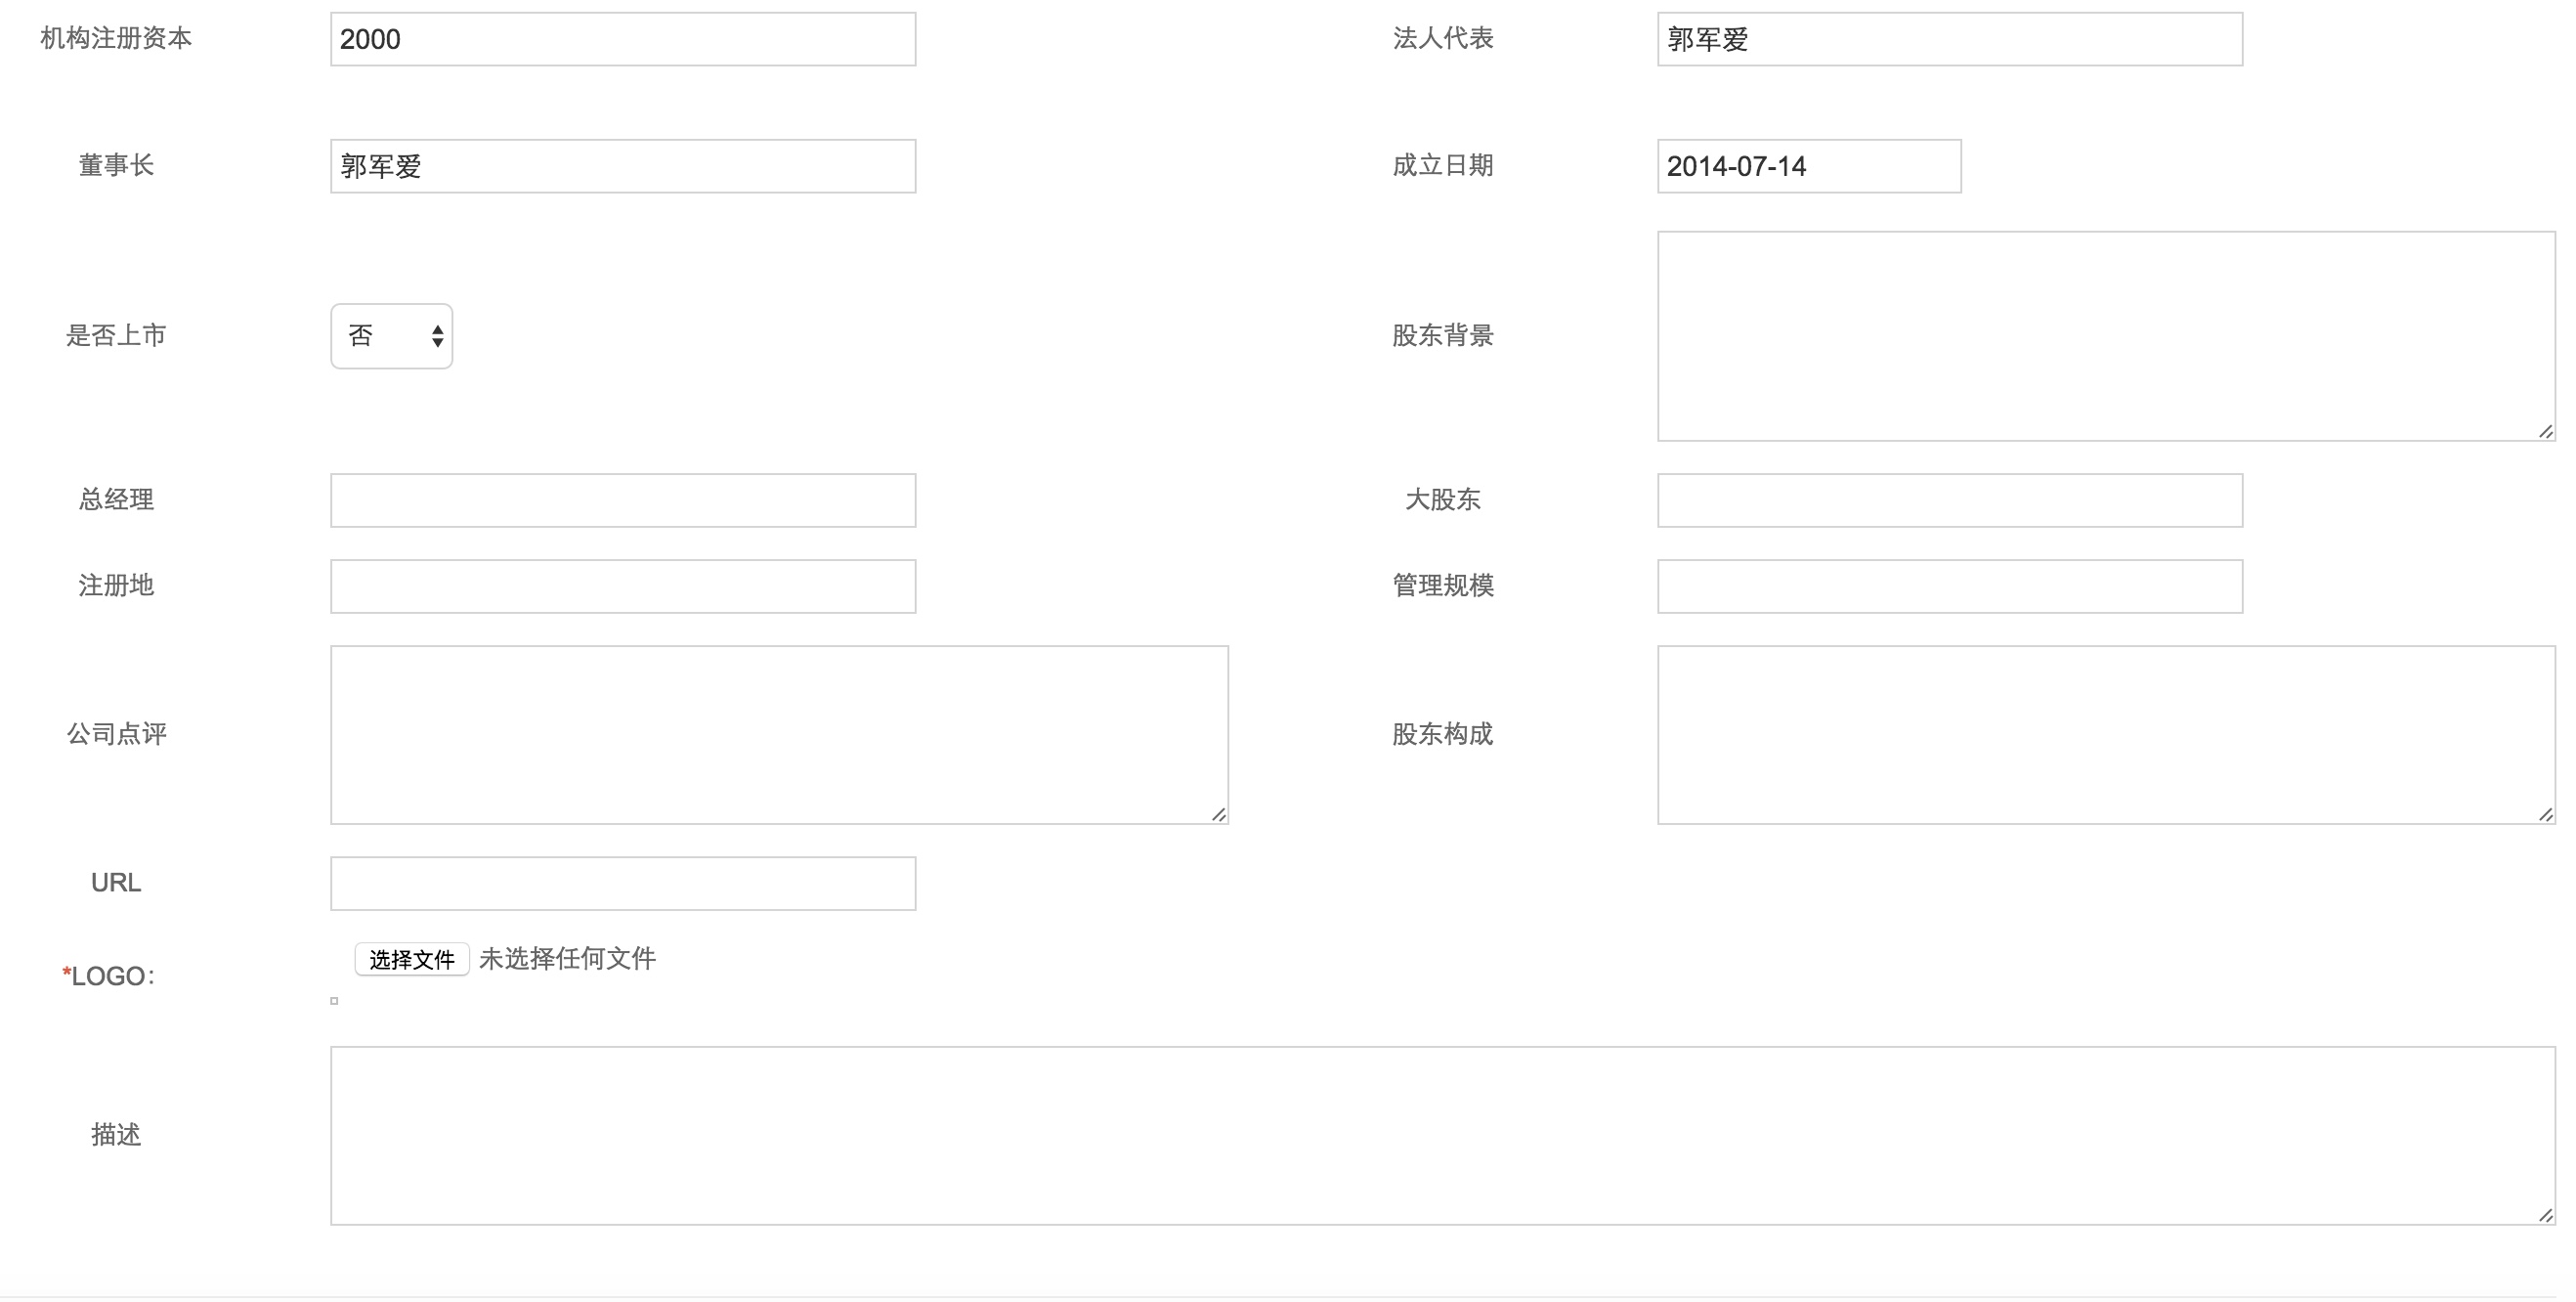 机构注册资本 2000 法人代表 郭军爱
董事长 郭军爱 成立日期 2014-07-14
是否上市 否 股东背景
总经理 大股东
注册地 管理规模
公司点评 股东构成
URL
*LOGO： 选择文件 未选择任何文件
描述